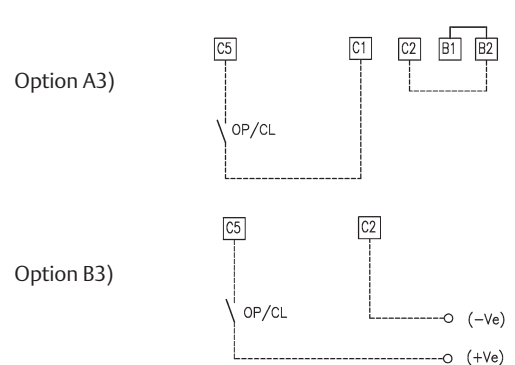 C5 C1 C2 B1 B2
Option A3)
OP/CL
C5 C2
Option B3)
OP/CL
(-Ve)
(+Ve)